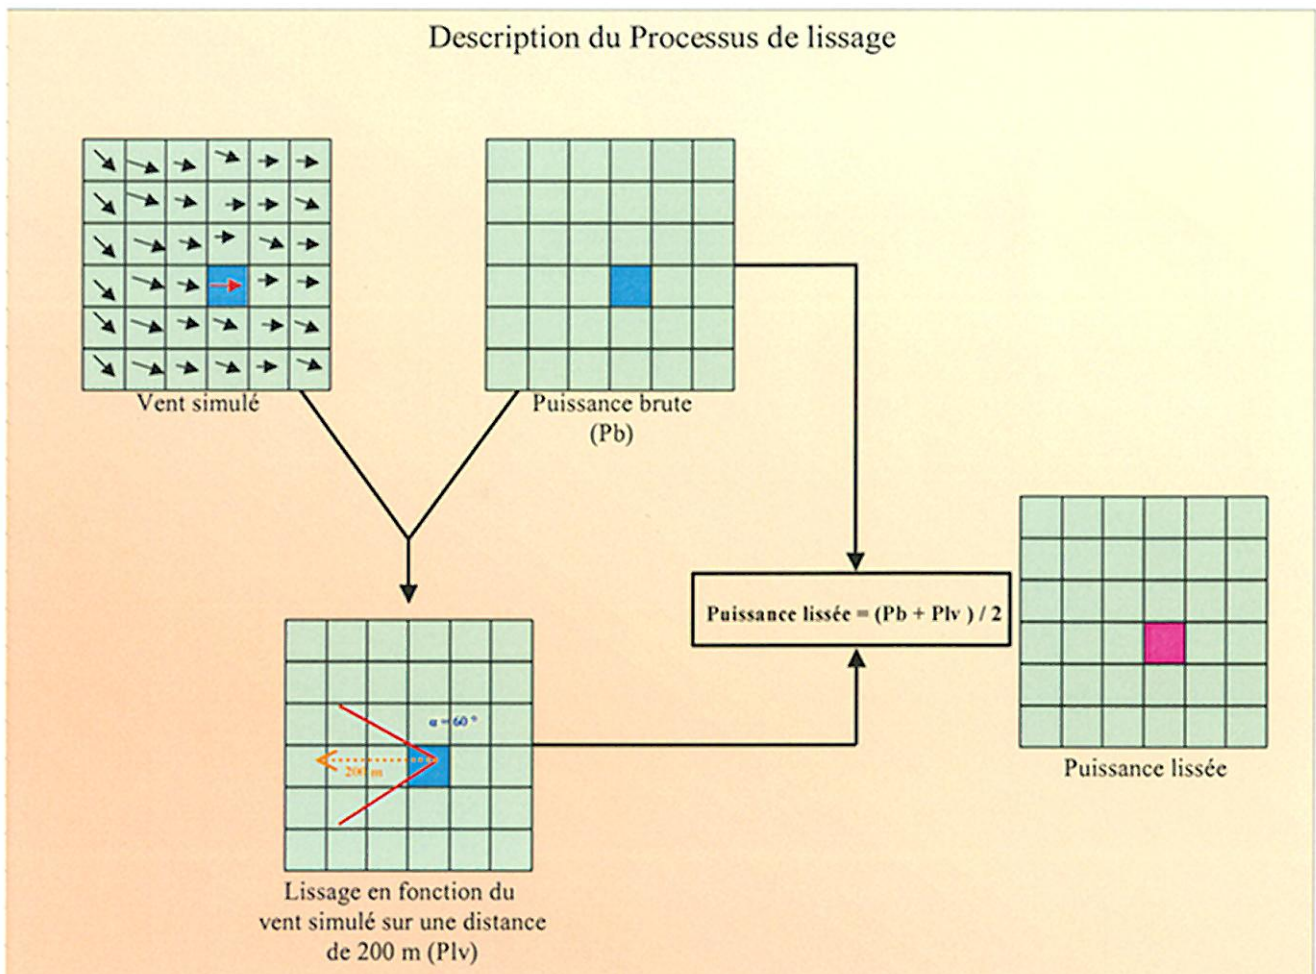 Description du Processus de lissage
Vent simulé
Puissance brute
(Pb)
Puissance lissée = (Pb + Plv ) / 2
α = 60 °
200 m
Puissance lissée
Lissage en fonction du
vent simulé sur une distance
de 200 m (Plv)